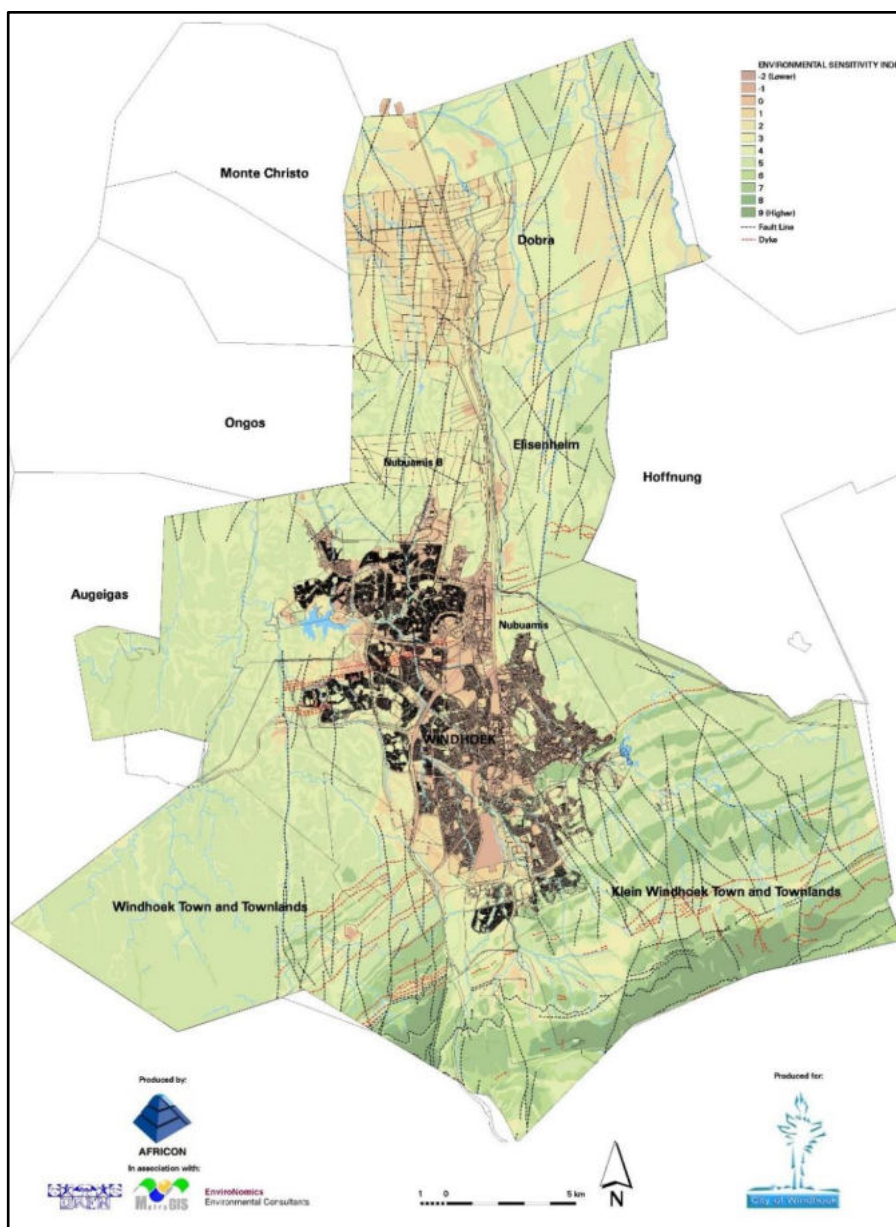 ENVIRONMENTAL SENSITIVITY INDE
-2 (Lower)
-1
0
1
2
3
4
5
6
7
8
9 (Higher)
Fault Line
Dyke
Monte Christo
Dobra
Ongos
Elisenheim
Nubuamis B
Hoffnung
Augeigas
Nubuamis
WINDHOEK
Windhoek Town and Townlands
Klein Windhoek Town and Townlands
Produced by:
AFRICON
In association with:
MetroGIS
EnviroNomics
Environmental Consultants
1 0 5 km
N
Produced for:
City of Windhoek